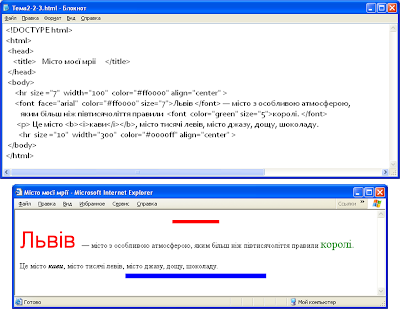 Тема2-2-3.html - Блокнот
Файл Правка Формат Вид Справка
<!DOCTYPE html>
<html>
<head>
<title> Місто моєї мрії </title>
</head>
<body>
<hr size ="7" width="100" color="#ff0000" align="center" >
<font face="arial" color="#ff0000" size="7">Львів </font> — місто з особливою атмосферою,
яким більш ніж півтисячоліття правили <font color="green" size="5">королі. </font>
<p> Це місто <b><i>кави</i></b>, місто тисячі левів, місто джазу, дощу, шоколаду.
<hr size ="10" width="300" color="#0000ff" align="center" >
</body>
</html>
Місто моєї мрії - Microsoft Internet Explorer
Файл Правка Вид Избранное Сервис Справка Ссылки »
Львів — місто з особливою атмосферою, яким більш ніж півтисячоліття правили королі.
Це місто кави, місто тисячі левів, місто джазу, дощу, шоколаду.
Готово Мой компьютер